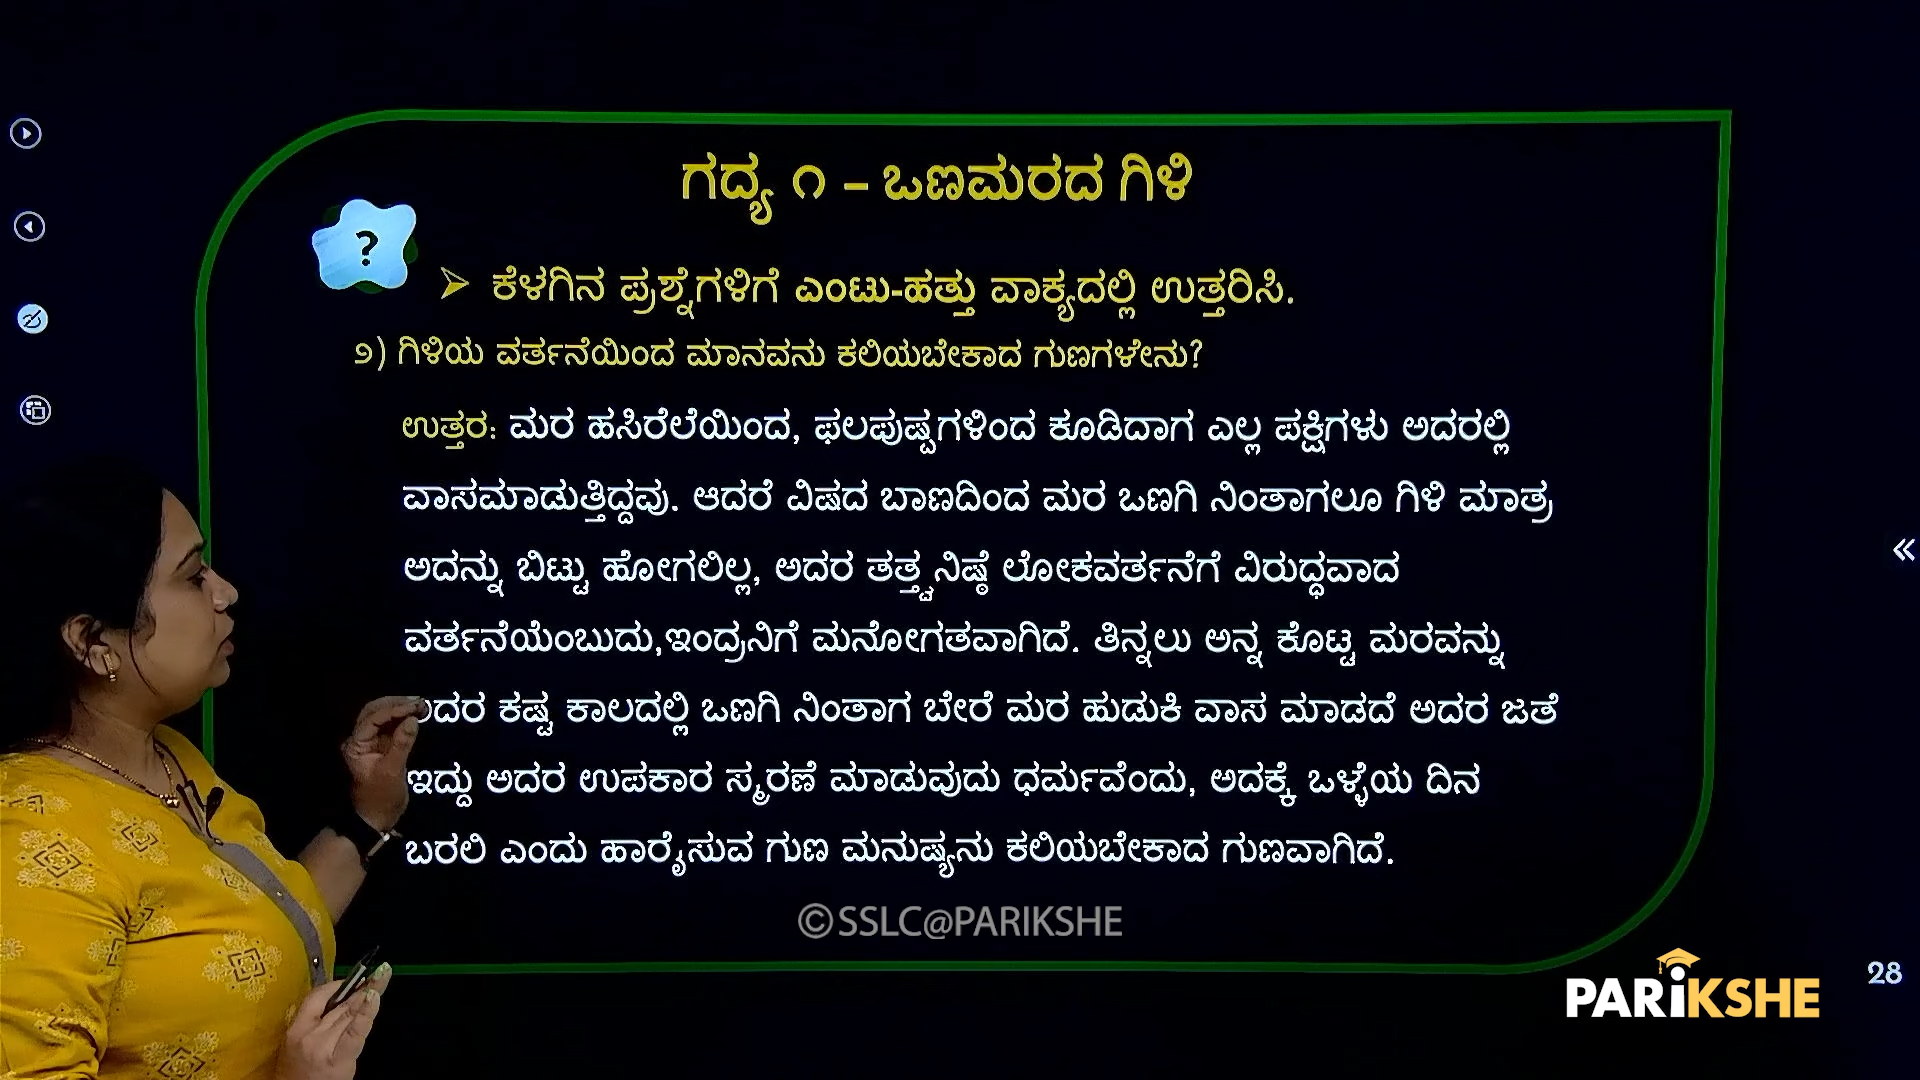 ಗದ್ಯ ೧ – ಒಣಮರದ ಗಿಳಿ
?
➢ ಕೆಳಗಿನ ಪ್ರಶ್ನೆಗಳಿಗೆ ಎಂಟು-ಹತ್ತು ವಾಕ್ಯದಲ್ಲಿ ಉತ್ತರಿಸಿ.
೨) ಗಿಳಿಯ ವರ್ತನೆಯಿಂದ ಮಾನವನು ಕಲಿಯಬೇಕಾದ ಗುಣಗಳೇನು?
ಉತ್ತರ: ಮರ ಹಸಿರೆಲೆಯಿಂದ, ಫಲಪುಷ್ಪಗಳಿಂದ ಕೂಡಿದಾಗ ಎಲ್ಲ ಪಕ್ಷಿಗಳು ಅದರಲ್ಲಿ
ವಾಸಮಾಡುತ್ತಿದ್ದವು. ಆದರೆ ವಿಷದ ಬಾಣದಿಂದ ಮರ ಒಣಗಿ ನಿಂತಾಗಲೂ ಗಿಳಿ ಮಾತ್ರ
ಅದನ್ನು ಬಿಟ್ಟು ಹೋಗಲಿಲ್ಲ, ಅದರ ತತ್ತ್ವನಿಷ್ಠೆ ಲೋಕವರ್ತನೆಗೆ ವಿರುದ್ಧವಾದ
ವರ್ತನೆಯೆಂಬುದು,ಇಂದ್ರನಿಗೆ ಮನೋಗತವಾಗಿದೆ. ತಿನ್ನಲು ಅನ್ನ ಕೊಟ್ಟ ಮರವನ್ನು
ಅದರ ಕಷ್ಟ ಕಾಲದಲ್ಲಿ ಒಣಗಿ ನಿಂತಾಗ ಬೇರೆ ಮರ ಹುಡುಕಿ ವಾಸ ಮಾಡದೆ ಅದರ ಜತೆ
ಇದ್ದು ಅದರ ಉಪಕಾರ ಸ್ಮರಣೆ ಮಾಡುವುದು ಧರ್ಮವೆಂದು, ಅದಕ್ಕೆ ಒಳ್ಳೆಯ ದಿನ
ಬರಲಿ ಎಂದು ಹಾರೈಸುವ ಗುಣ ಮನುಷ್ಯನು ಕಲಿಯಬೇಕಾದ ಗುಣವಾಗಿದೆ.
©SSLC@PARIKSHE
PARIKSHE
28